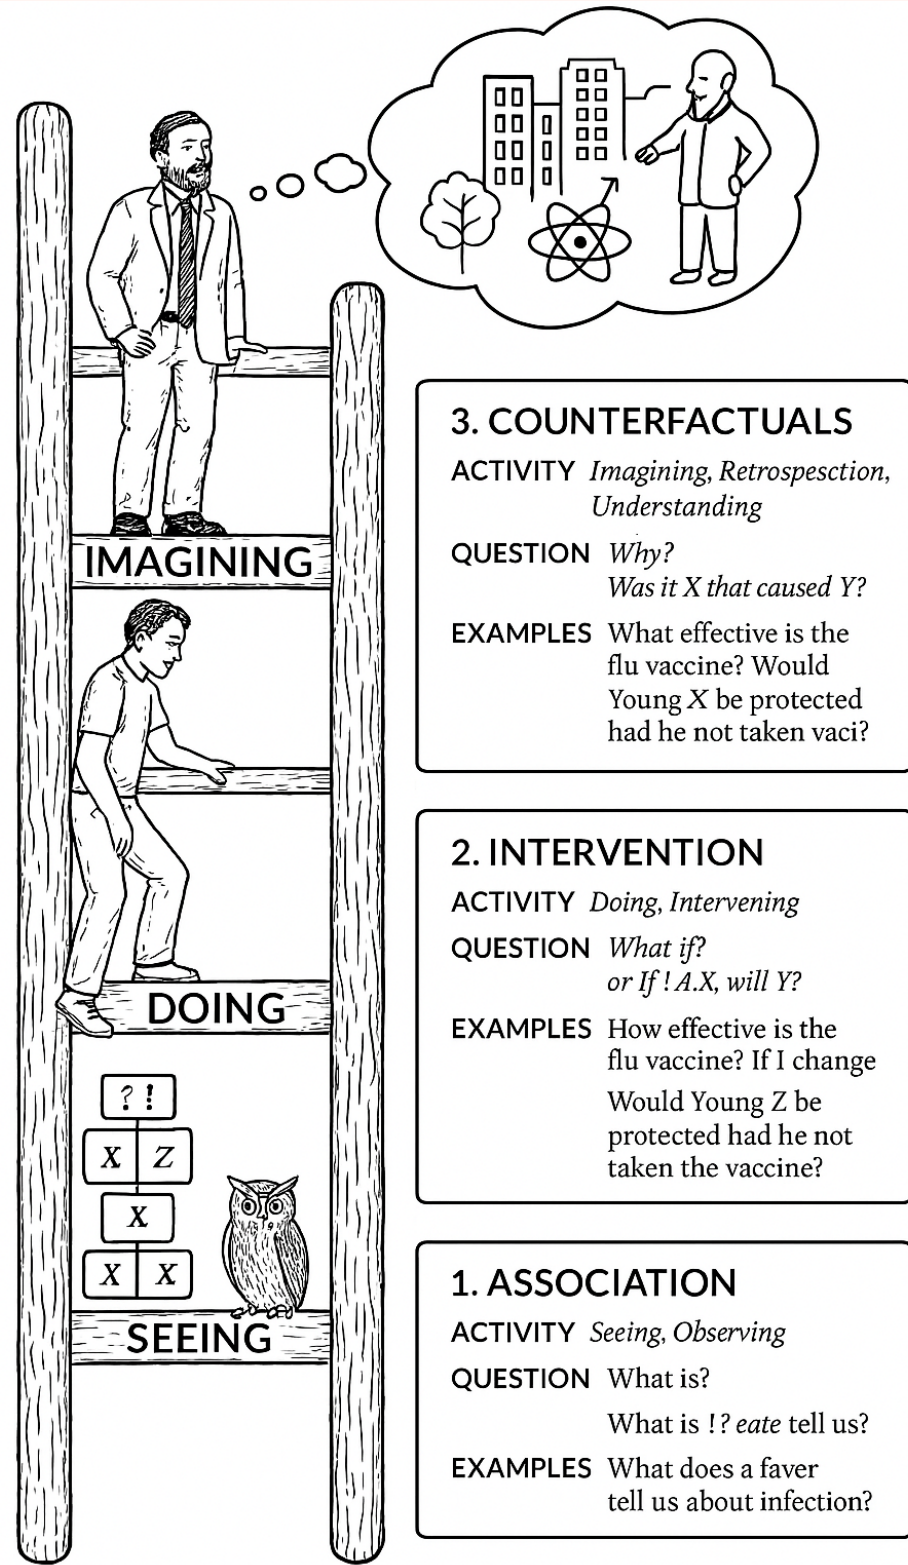 3. COUNTERFACTUALS
ACTIVITY Imagining, Retrospesction,
Understanding
QUESTION Why?
Was it X that caused Y?
EXAMPLES What effective is the
flu vaccine? Would
Young X be protected
had he not taken vaci?
IMAGINING
2. INTERVENTION
ACTIVITY Doing, Intervening
QUESTION What if?
or If ! A.X, will Y?
EXAMPLES How effective is the
flu vaccine? If I change
Would Young Z be
protected had he not
taken the vaccine?
DOING
? !
X Z
X
X X
SEEING
1. ASSOCIATION
ACTIVITY Seeing, Observing
QUESTION What is?
What is !? eate tell us?
EXAMPLES What does a faver
tell us about infection?